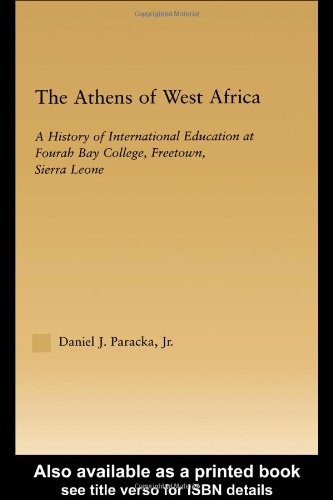 The Athens of West Africa
A History of International Education at
Fourah Bay College, Freetown,
Sierra Leone
Daniel J. Paracka, Jr.
Also available as a printed book
see title verso for ISBN details